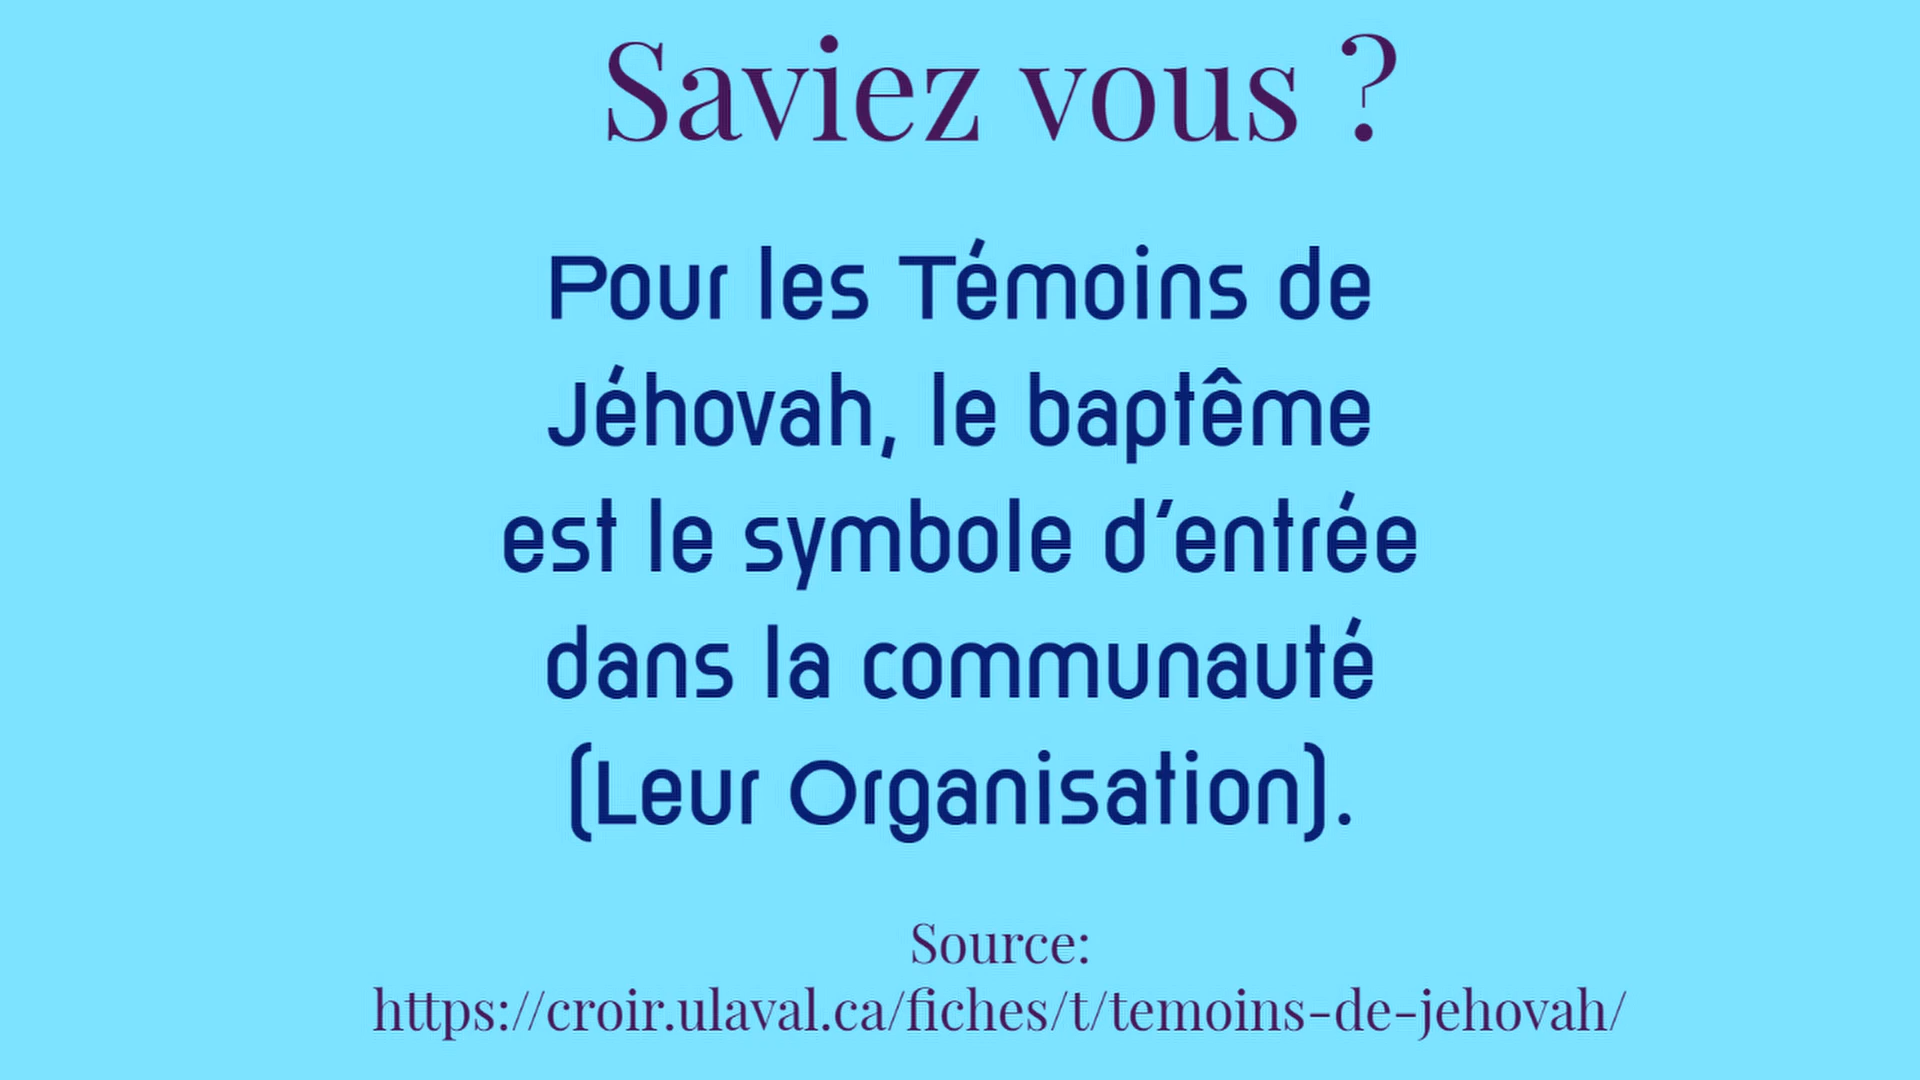 Saviez vous ?
Pour les Témoins de
Jéhovah, le baptême
est le symbole d’entrée
dans la communauté
(Leur Organisation).
Source:
https://croir.ulaval.ca/fiches/t/temoins-de-jehovah/